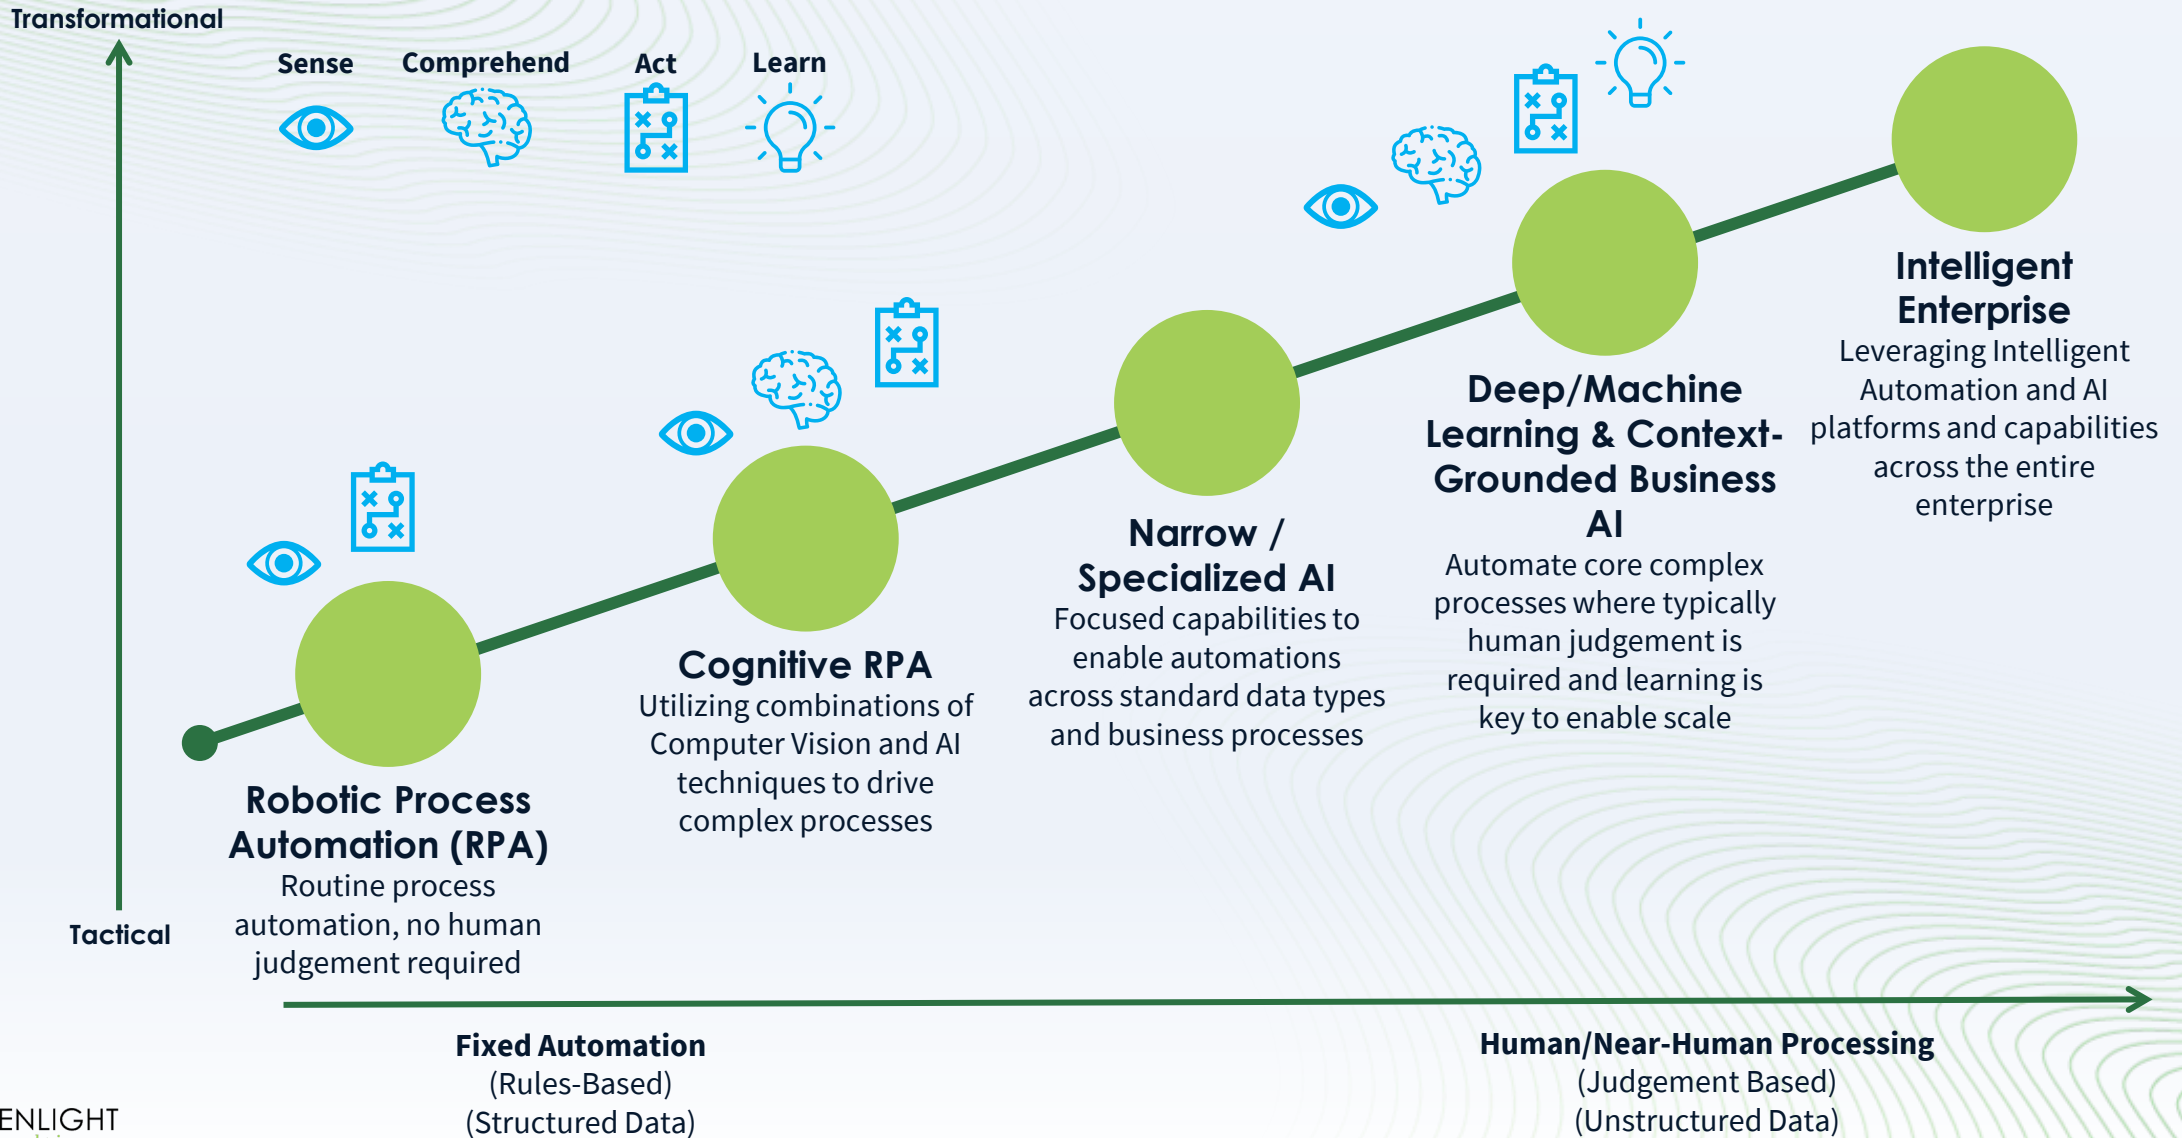 Transformational
Sense
Comprehend
Act
Learn
Tactical
Robotic Process
Automation (RPA)
Routine process
automation, no human
judgement required
Cognitive RPA
Utilizing combinations of
Computer Vision and AI
techniques to drive
complex processes
Narrow /
Specialized AI
Focused capabilities to
enable automations
across standard data types
and business processes
Deep/Machine
Learning & Context-
Grounded Business
AI
Automate core complex
processes where typically
human judgement is
required and learning is
key to enable scale
Intelligent
Enterprise
Leveraging Intelligent
Automation and AI
platforms and capabilities
across the entire
enterprise
Fixed Automation
(Rules-Based)
(Structured Data)
Human/Near-Human Processing
(Judgement Based)
(Unstructured Data)
ENLIGHT